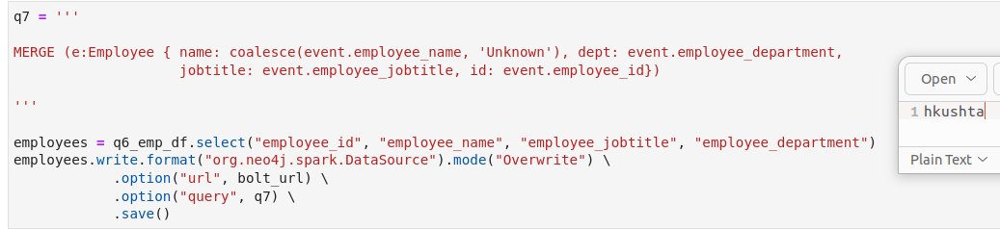 q7 = '''
MERGE (e:Employee { name: coalesce(event.employee_name, 'Unknown'), dept: event.employee_department,
jobtitle: event.employee_jobtitle, id: event.employee_id})
'''
employees = q6_emp_df.select("employee_id", "employee_name", "employee_jobtitle", "employee_department")
employees.write.format("org.neo4j.spark.DataSource").mode("Overwrite") \
.option("url", bolt_url) \
.option("query", q7) \
.save()
Open
1 hkushta
Plain Text